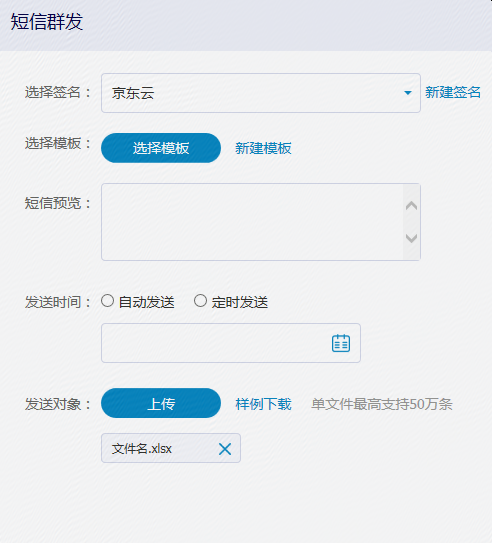 短信群发
选择签名： 京东云 新建签名
选择模板： 选择模板 新建模板
短信预览：
发送时间： 自动发送 定时发送
发送对象： 上传 样例下载 单文件最高支持50万条
文件名.xlsx